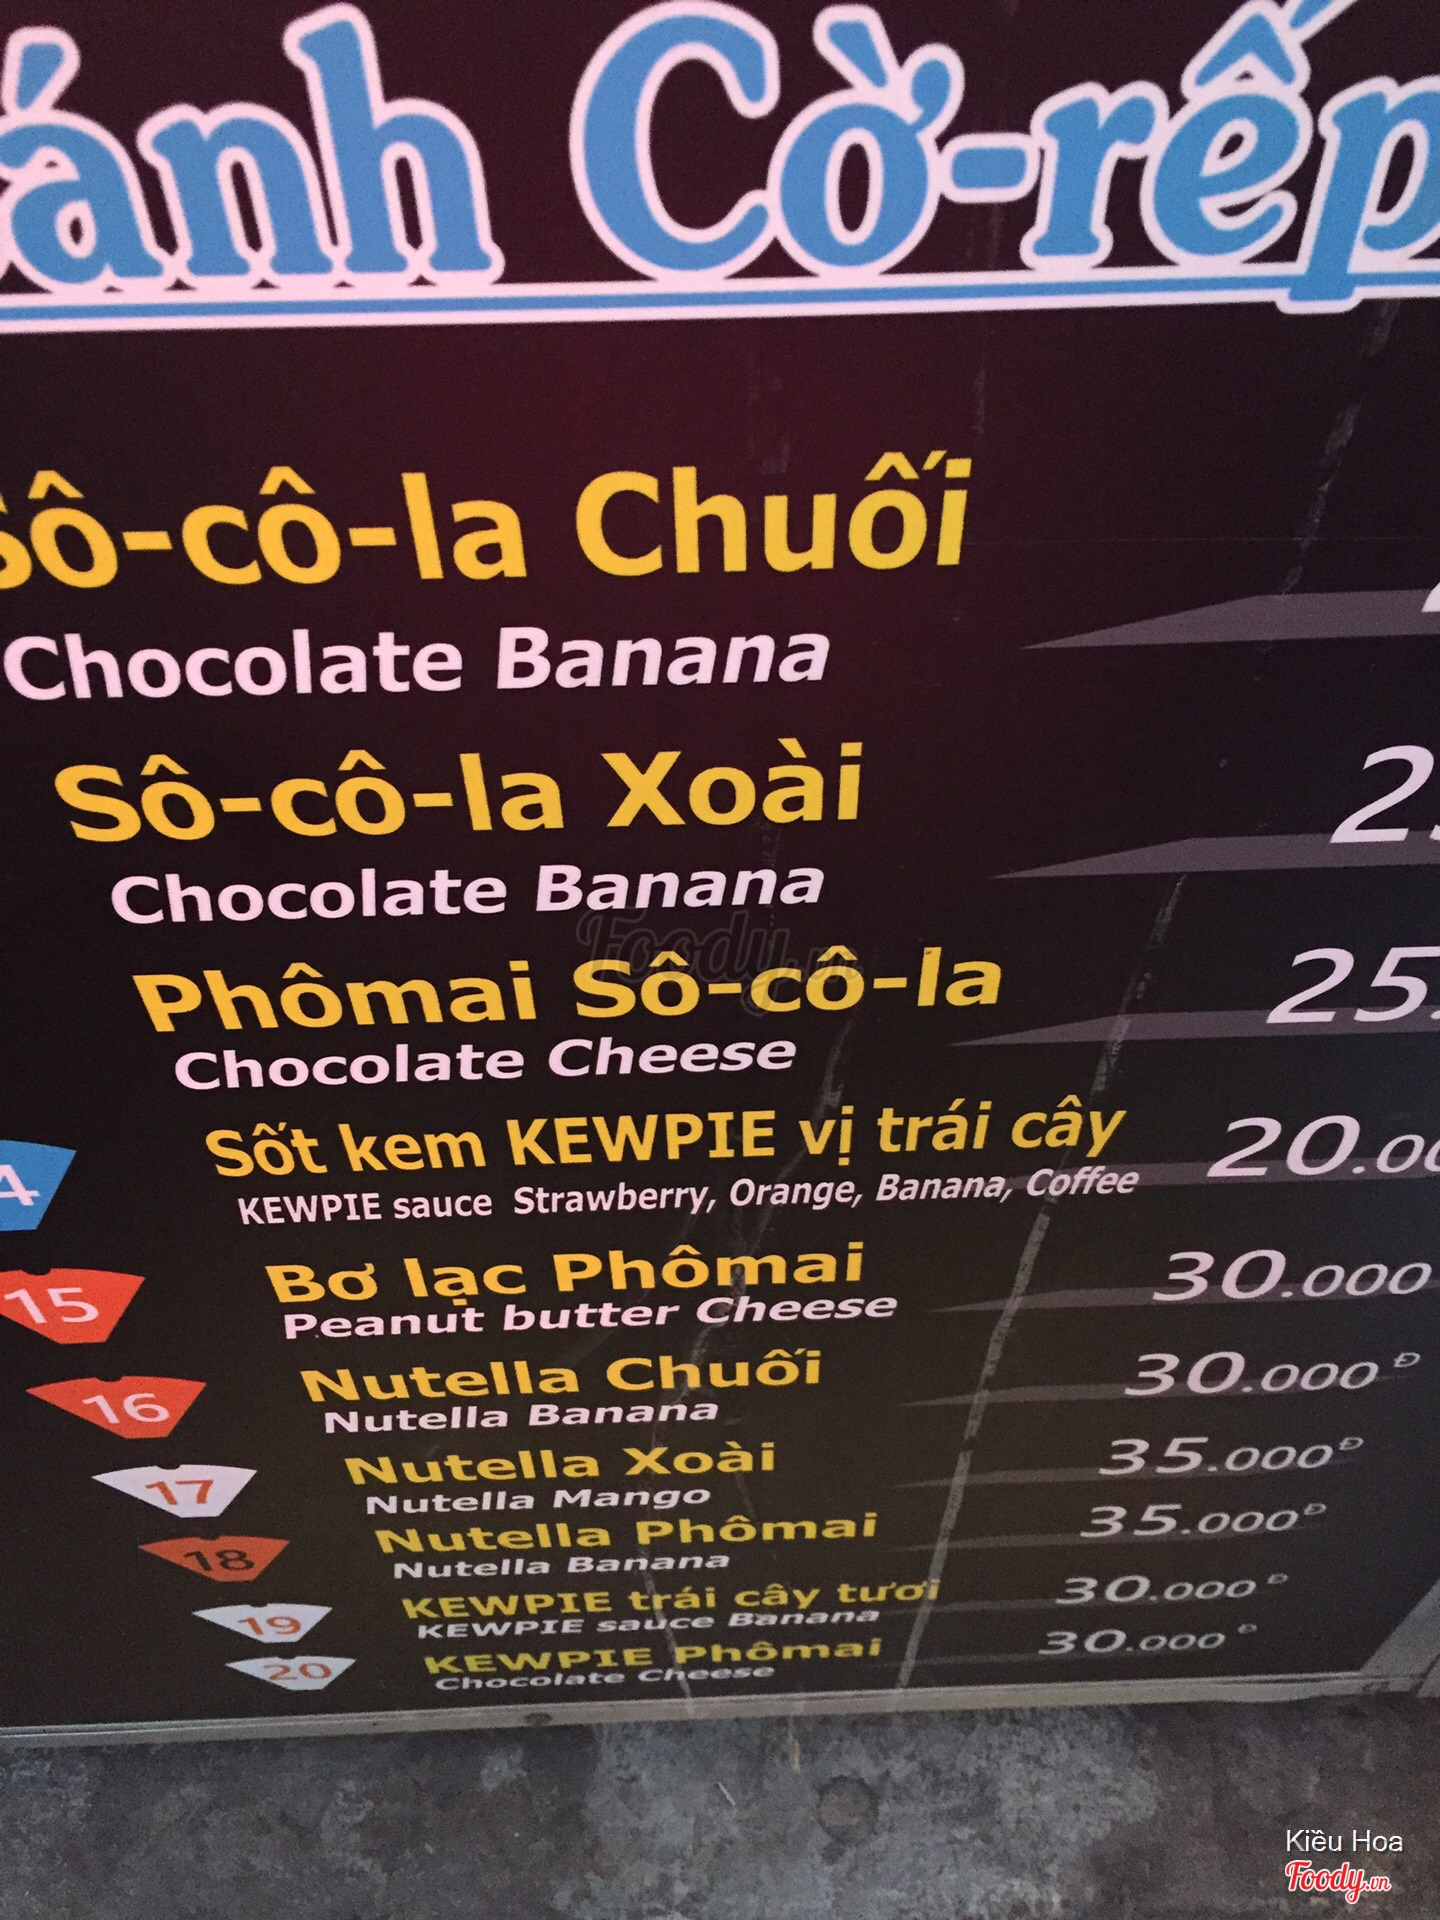 ánh Cờ-rếp
Sô-cô-la Chuối
Chocolate Banana
Sô-cô-la Xoài
Chocolate Banana
Phômai Sô-cô-la
Chocolate Cheese
Sốt kem KEWPIE vị trái cây 20.00
KEWPIE sauce Strawberry, Orange, Banana, Coffee
15 Bơ lạc Phômai 30.000
Peanut butter Cheese
16 Nutella Chuối 30.000Đ
Nutella Banana
17 Nutella Xoài 35.000Đ
Nutella Mango
18 Nutella Phômai 35.000Đ
Nutella Banana
19 KEWPIE trái cây tươi 30.000Đ
KEWPIE sauce Banana
20 KEWPIE Phômai 30.000Đ
Chocolate Cheese
Foody.vn
Kiều Hoa
Foody.vn